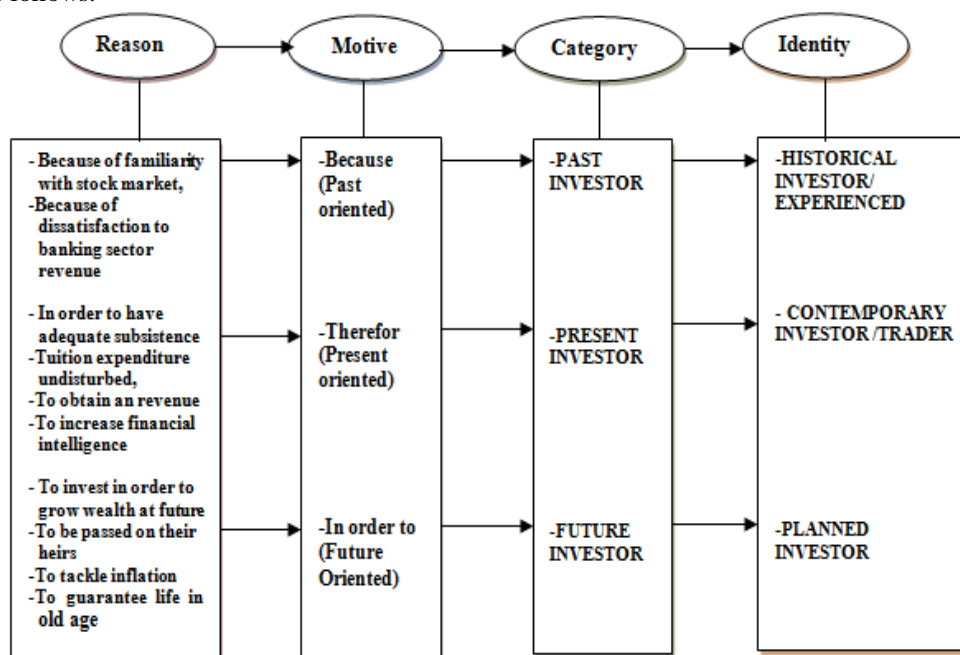 follows.
Reason
Motive
Category
Identity
- Because of familiarity
with stock market,
-Because of
dissatisfaction to
banking sector
revenue
- In order to have
adequate subsistence
-Tuition expenditure
undisturbed,
-To obtain an revenue
-To increase financial
intelligence
- To invest in order to
grow wealth at future
-To be passed on their
heirs
-To tackle inflation
-To guarantee life in
old age
-Because
(Past
oriented)
-Therefor
(Present
oriented)
-In order to
(Future
Oriented)
-PAST
INVESTOR
-PRESENT
INVESTOR
-FUTURE
INVESTOR
-HISTORICAL
INVESTOR/
EXPERIENCED
- CONTEMPORARY
INVESTOR /TRADER
-PLANNED
INVESTOR